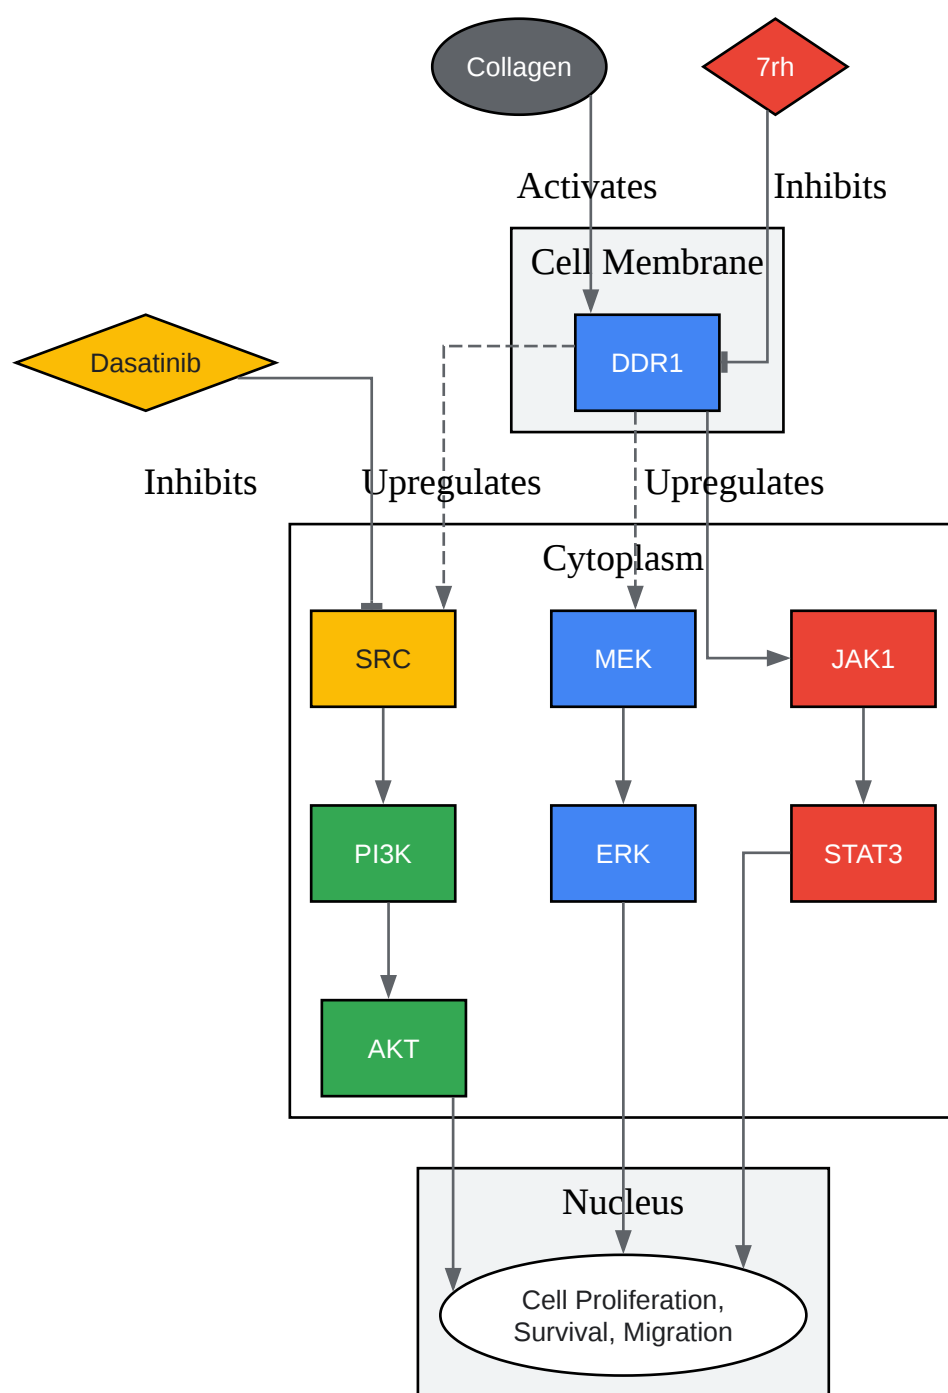 Collagen
7rh
Activates
Inhibits
Cell Membrane
Dasatinib
DDR1
Inhibits
Upregulates
Upregulates
Cytoplasm
SRC
MEK
JAK1
PI3K
ERK
STAT3
AKT
Nucleus
Cell Proliferation,
Survival, Migration